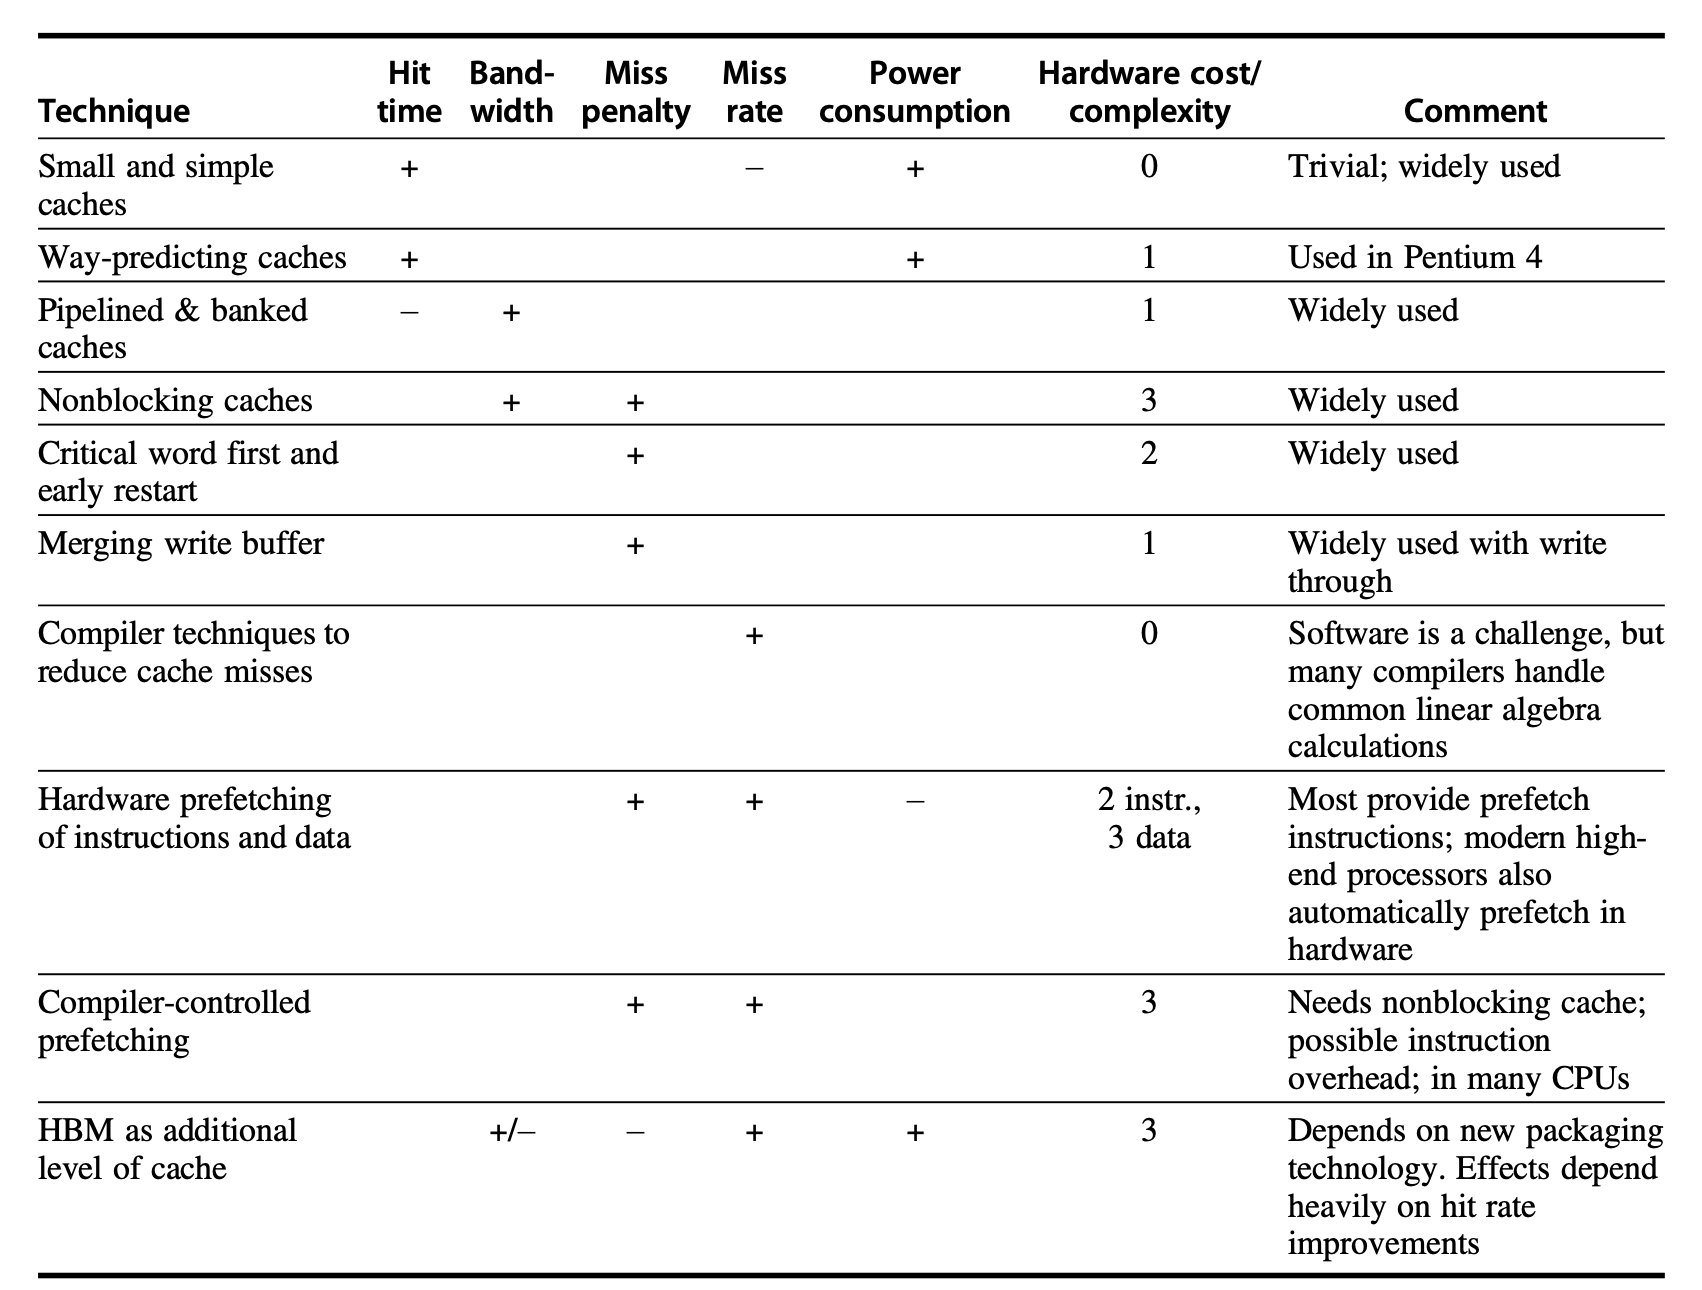 Hit Band- Miss Miss Power Hardware cost/
Technique time width penalty rate consumption complexity Comment
Small and simple + – + 0 Trivial; widely used
caches
Way-predicting caches + + 1 Used in Pentium 4
Pipelined & banked – + 1 Widely used
caches
Nonblocking caches + + 3 Widely used
Critical word first and + 2 Widely used
early restart
Merging write buffer + 1 Widely used with write
through
Compiler techniques to + 0 Software is a challenge, but
reduce cache misses many compilers handle
common linear algebra
calculations
Hardware prefetching + + – 2 instr., Most provide prefetch
of instructions and data 3 data instructions; modern high-
end processors also
automatically prefetch in
hardware
Compiler-controlled + + 3 Needs nonblocking cache;
prefetching possible instruction
overhead; in many CPUs
HBM as additional +/– – + + 3 Depends on new packaging
level of cache technology. Effects depend
heavily on hit rate
improvements